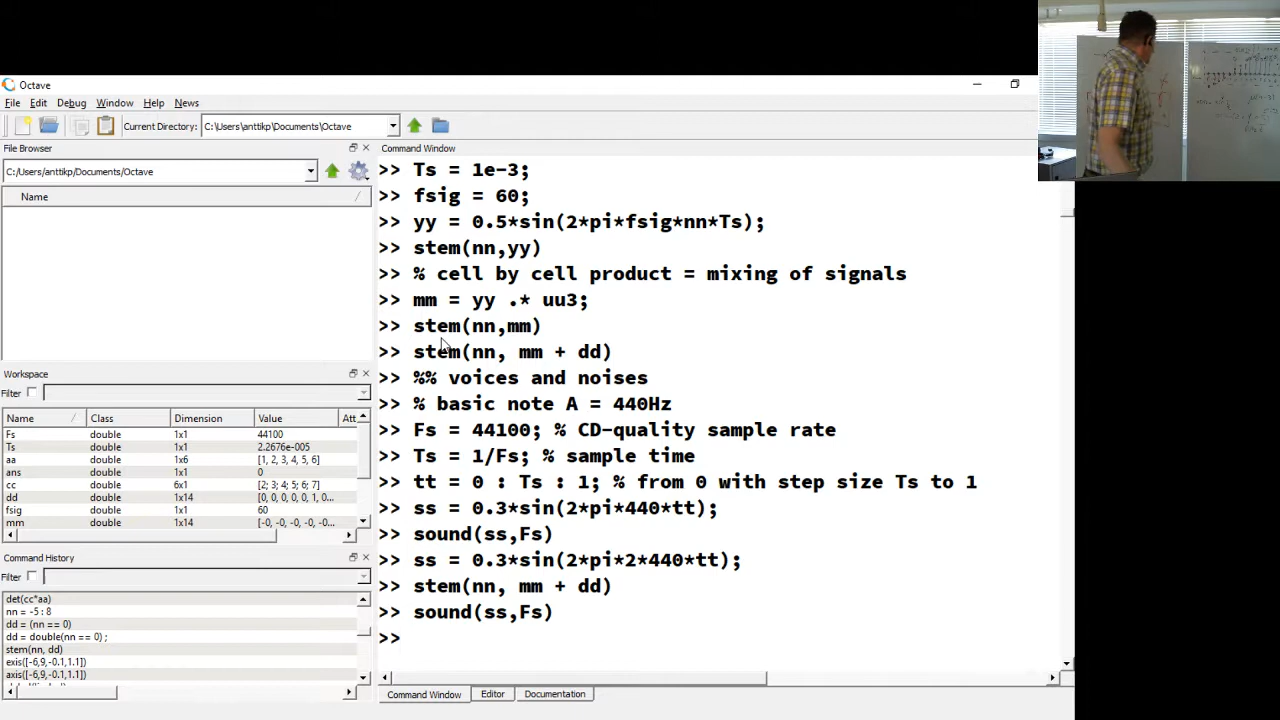 Octave
File Edit Debug Window Help News
Current Directory: C:\Users\anttikp\Documents\Octave
File Browser
C:/Users/anttikp/Documents/Octave
Name
Workspace
Filter
Name Class Dimension Value Att
Fs double 1x1 44100
Ts double 1x1 2.2676e-005
aa double 1x6 [1, 2, 3, 4, 5, 6]
ans double 1x1 0
cc double 6x1 [2; 3; 4; 5; 6; 7]
dd double 1x14 [0, 0, 0, 0, 0, 1, 0...
fsig double 1x1 60
mm double 1x14 [-0, -0, -0, -0, -0...
Command History
Filter
det(cc*aa)
nn = -5 : 8
dd = (nn == 0)
dd = double(nn == 0) ;
stem(nn, dd)
exis([-6,9,-0.1,1.1])
axis([-6,9,-0.1,1.1])
Command Window
>> Ts = 1e-3;
>> fsig = 60;
>> yy = 0.5*sin(2*pi*fsig*nn*Ts);
>> stem(nn,yy)
>> % cell by cell product = mixing of signals
>> mm = yy .* uu3;
>> stem(nn,mm)
>> stem(nn, mm + dd)
>> %% voices and noises
>> % basic note A = 440Hz
>> Fs = 44100; % CD-quality sample rate
>> Ts = 1/Fs; % sample time
>> tt = 0 : Ts : 1; % from 0 with step size Ts to 1
>> ss = 0.3*sin(2*pi*440*tt);
>> sound(ss,Fs)
>> ss = 0.3*sin(2*pi*2*440*tt);
>> stem(nn, mm + dd)
>> sound(ss,Fs)
>>
Command Window Editor Documentation